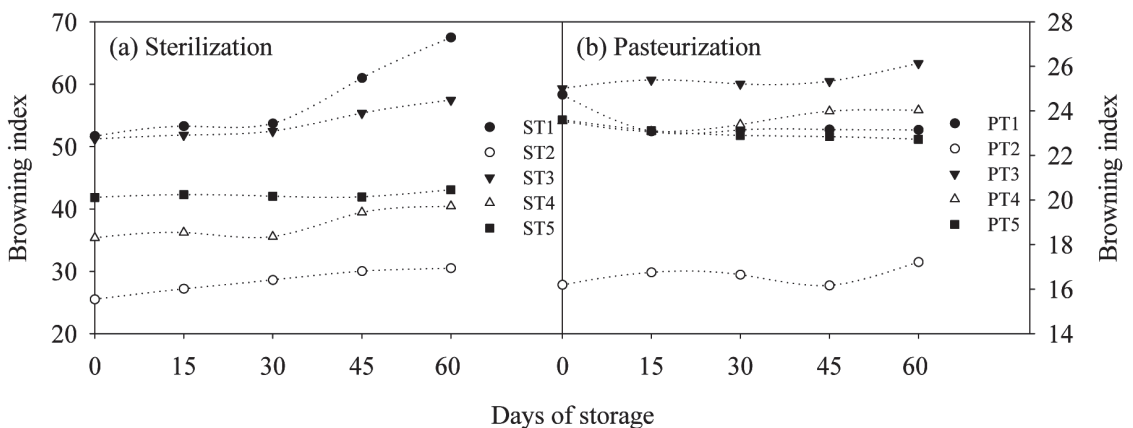 (a) Sterilization
(b) Pasteurization
Browning index
70
60
50
40
30
20
ST1
ST2
ST3
ST4
ST5
0 15 30 45 60
PT1
PT2
PT3
PT4
PT5
0 15 30 45 60
28
26
24
22
20
18
16
14
Browning index
Days of storage